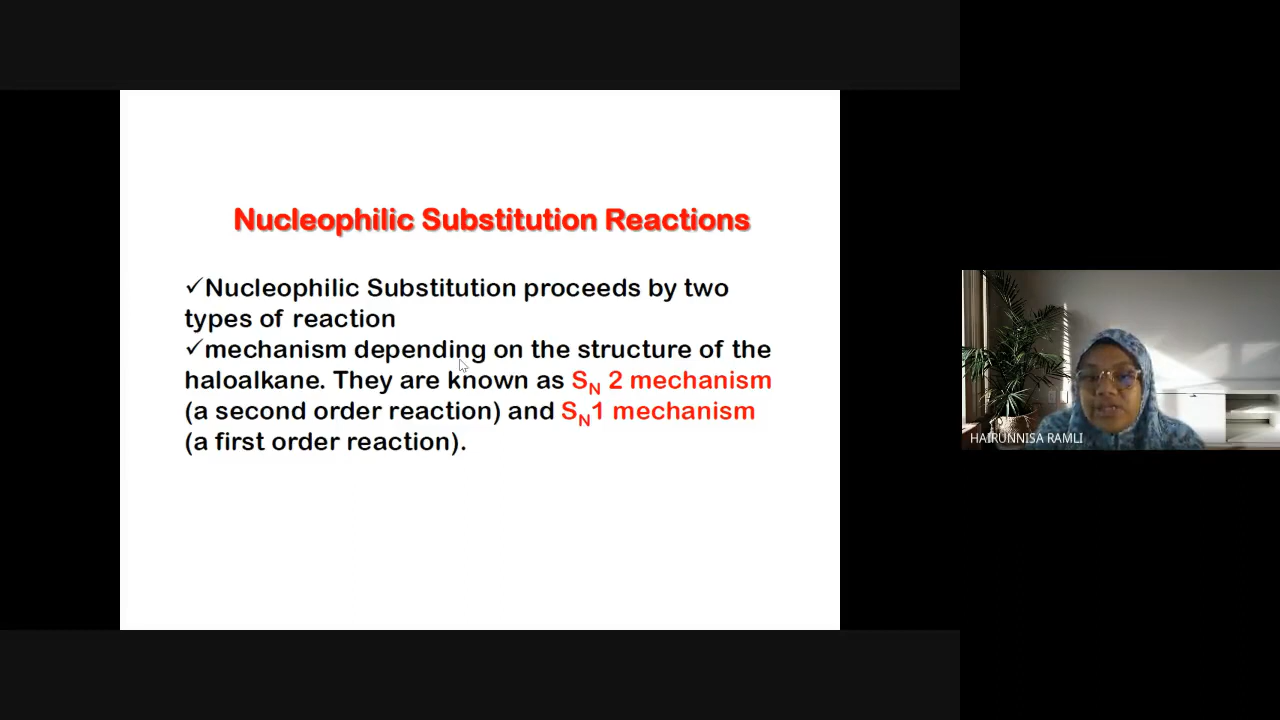 Nucleophilic Substitution Reactions
✓Nucleophilic Substitution proceeds by two
types of reaction
✓mechanism depending on the structure of the
haloalkane. They are known as SN 2 mechanism
(a second order reaction) and SN1 mechanism
(a first order reaction).
HAIRUNNISA RAMLI